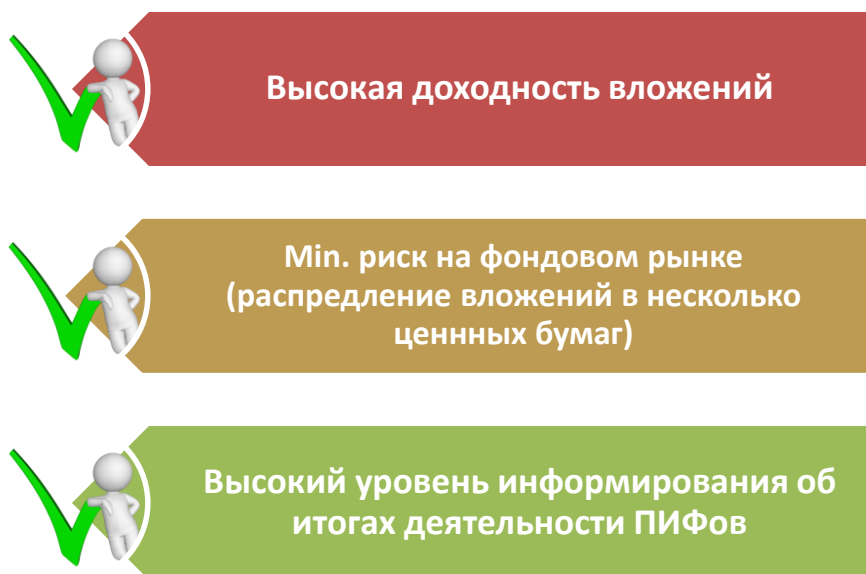 Высокая доходность вложений
Min. риск на фондовом рынке
(распредление вложений в несколько
ценнных бумаг)
Высокий уровень информирования об
итогах деятельности ПИФов